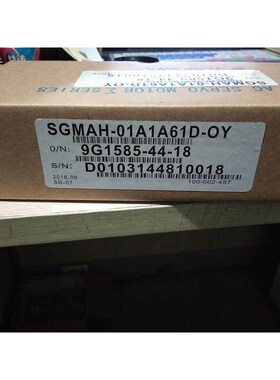 AC SERVO MOTOR
SERIES
SGMAH-01A1A61D-OY
O/N: 9G1585-44-18
S/N: D0103144810018
2016.09
SG-07
100-002-457